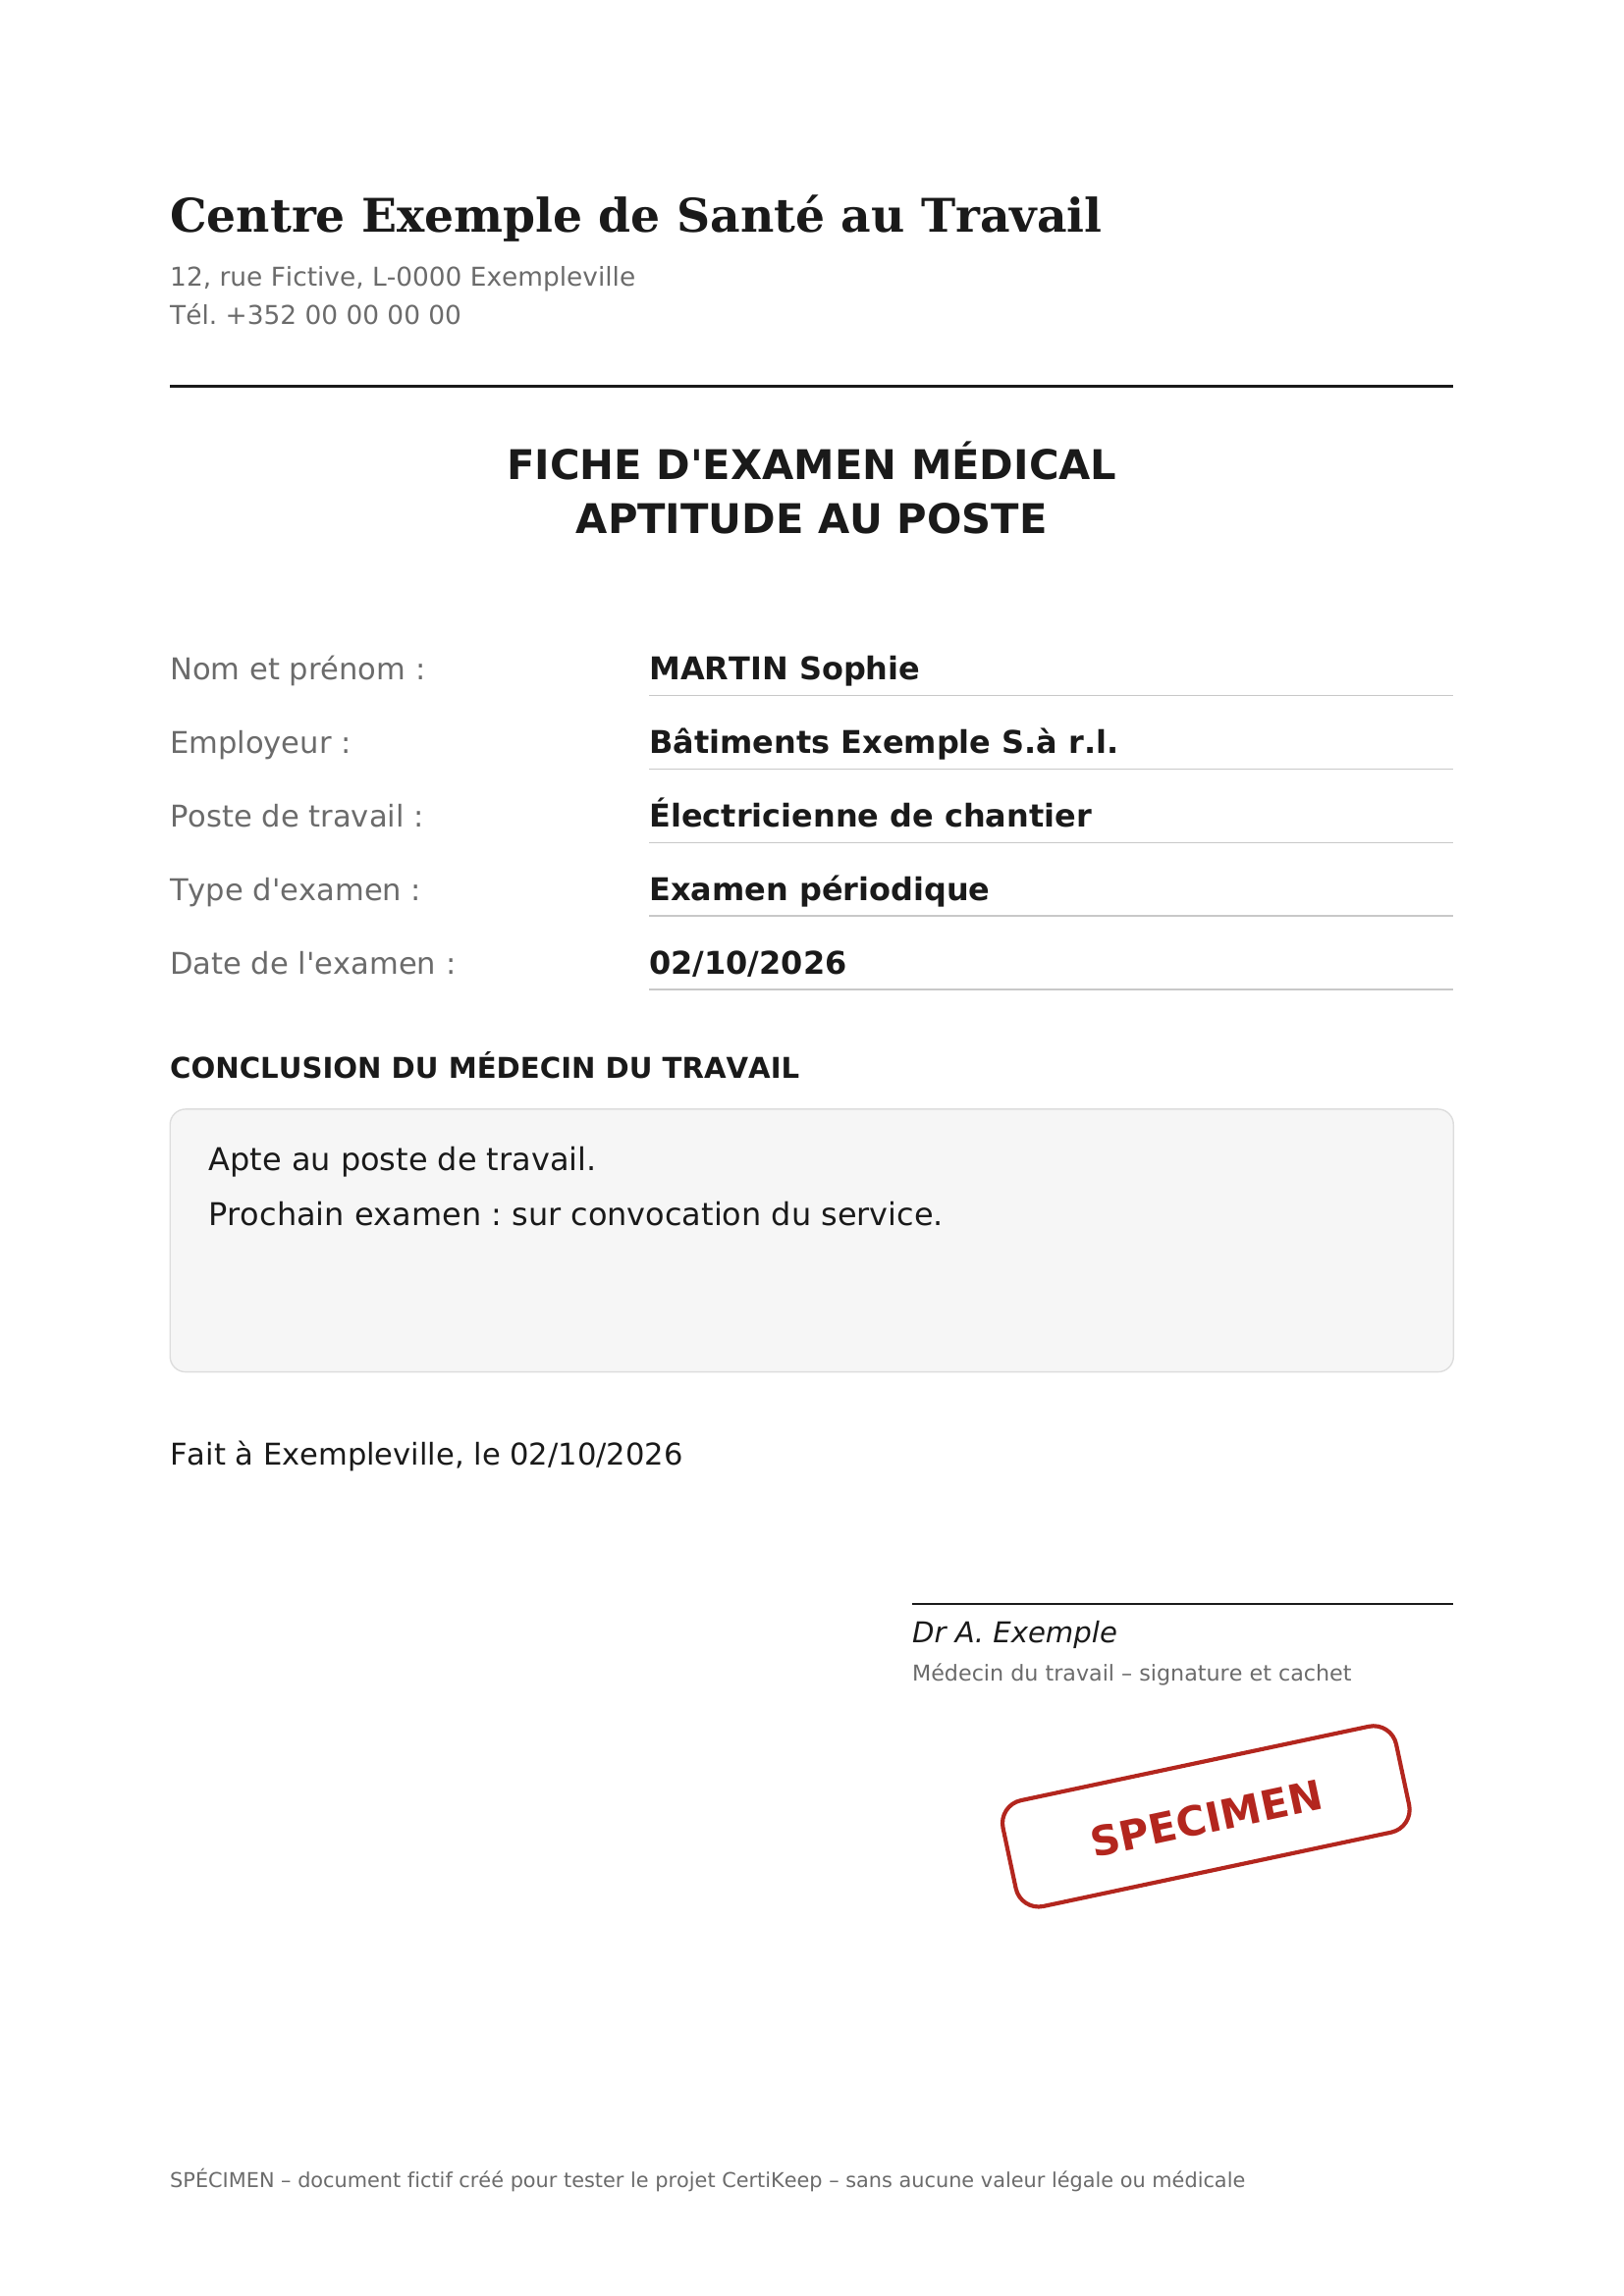 Centre Exemple de Santé au Travail
12, rue Fictive, L-0000 Exempleville
Tél. +352 00 00 00 00
FICHE D'EXAMEN MÉDICAL
APTITUDE AU POSTE
Nom et prénom : MARTIN Sophie
Employeur : Bâtiments Exemple S.à r.l.
Poste de travail : Électricienne de chantier
Type d'examen : Examen périodique
Date de l'examen : 02/10/2026
CONCLUSION DU MÉDECIN DU TRAVAIL
Apte au poste de travail.
Prochain examen : sur convocation du service.
Fait à Exempleville, le 02/10/2026
Dr A. Exemple
Médecin du travail – signature et cachet
SPECIMEN
SPÉCIMEN – document fictif créé pour tester le projet CertiKeep – sans aucune valeur légale ou médicale